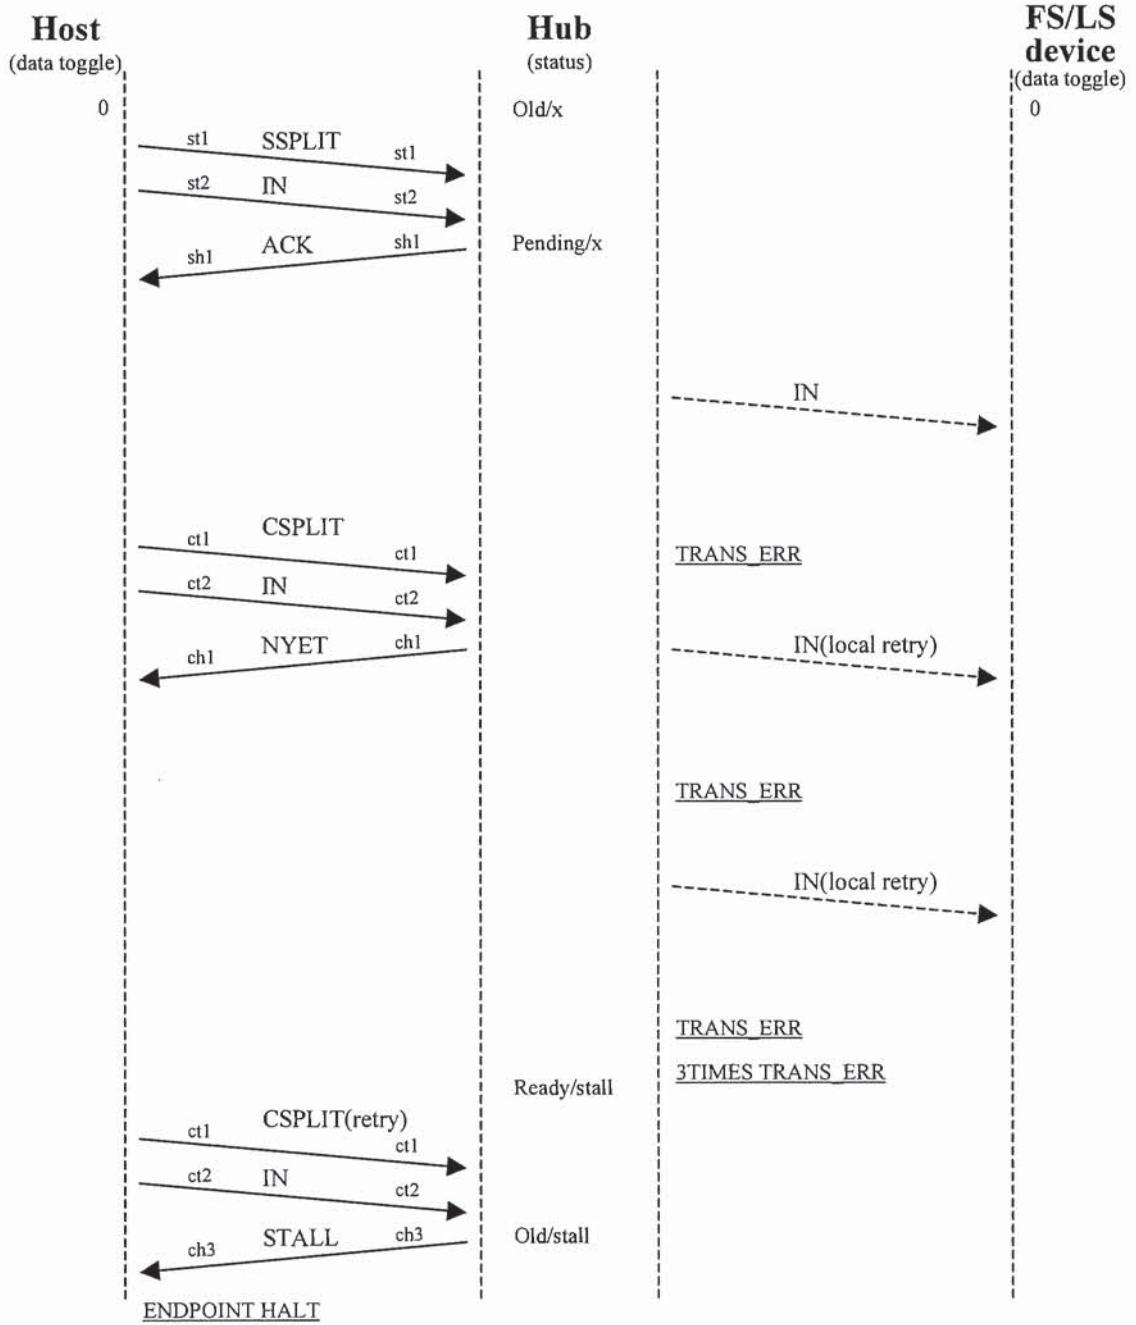 Host
(data toggle)
Hub
(status)
FS/LS
device
(data toggle)
0
Old/x
0
st1 SSPLIT st1
st2 IN st2
sh1 ACK sh1
Pending/x
IN
CSPLIT
ct1 ct1
TRANS_ERR
ct2 IN ct2
ch1 NYET ch1
IN(local retry)
TRANS_ERR
IN(local retry)
TRANS_ERR
3TIMES TRANS_ERR
Ready/stall
CSPLIT(retry)
ct1 ct1
ct2 IN ct2
ch3 STALL ch3
Old/stall
ENDPOINT HALT